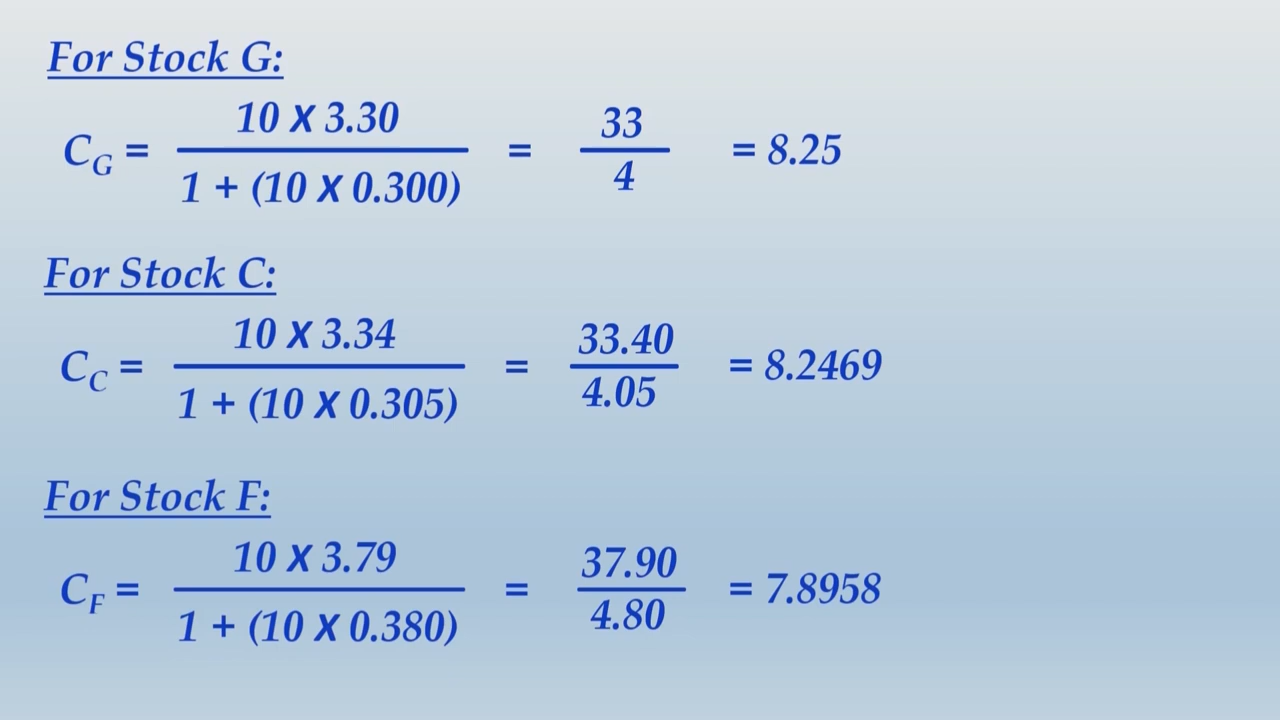 For Stock G:
C_G = 10 X 3.30 / 1 + (10 X 0.300) = 33 / 4 = 8.25
For Stock C:
C_C = 10 X 3.34 / 1 + (10 X 0.305) = 33.40 / 4.05 = 8.2469
For Stock F:
C_F = 10 X 3.79 / 1 + (10 X 0.380) = 37.90 / 4.80 = 7.8958